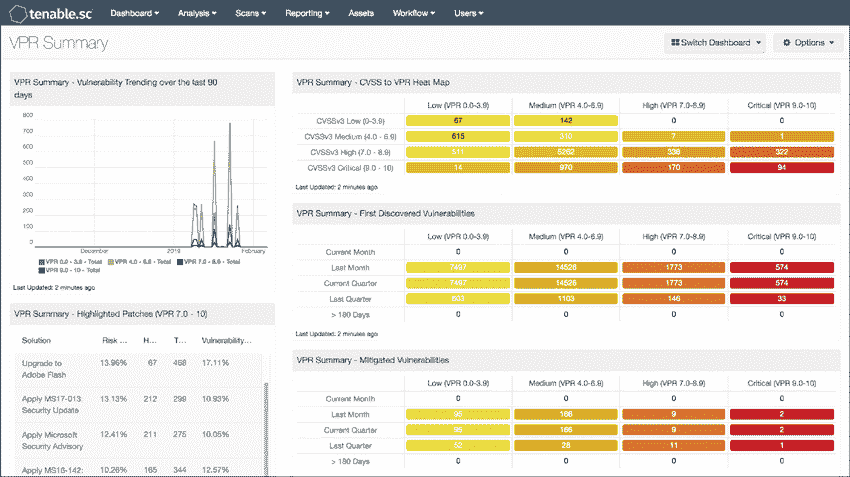 tenable.sc
Dashboard Analysis Scans Reporting Assets Workflow Users
VPR Summary
Switch Dashboard Options
VPR Summary - Vulnerability Trending over the last 90
days
800
700
600
500
400
300
200
100
0
December 2019 February
VPR 0.0 - 3.9 - Total VPR 4.0 - 6.9 - Total VPR 7.0 - 8.9 - Total
VPR 9.0 - 10 - Total
Last Updated: 2 minutes ago
VPR Summary - Highlighted Patches (VPR 7.0 - 10)
Solution Risk ... H... T... Vulnerability...
Upgrade to
Adobe Flash
13.96% 67 468 17.11%
Apply MS17-013:
Security Update
13.13% 212 299 10.93%
Apply Microsoft
Security Advisory
12.41% 211 275 10.05%
Apply MS16-142:
10.26% 165 344 12.57%
VPR Summary - CVSS to VPR Heat Map
Low (VPR 0.0-3.9) Medium (VPR 4.0-6.9) High (VPR 7.0-8.9) Critical (VPR 9.0-10)
CVSSv3 Low (0-3.9) 67 142 0 0
CVSSv3 Medium (4.0 - 6.9) 615 310 7 1
CVSSv3 High (7.0 - 8.9) 511 5262 338 322
CVSSv3 Critical (9.0 - 10) 14 970 170 94
Last Updated: 2 minutes ago
VPR Summary - First Discovered Vulnerabilities
Low (VPR 0.0-3.9) Medium (VPR 4.0-6.9) High (VPR 7.0-8.9) Critical (VPR 9.0-10)
Current Month 0 0 0 0
Last Month 7467 14526 1773 574
Current Quarter 7467 14526 1773 574
Last Quarter 1103 146 33
> 180 Days 0 0 0 0
Last Updated: 2 minutes ago
VPR Summary - Mitigated Vulnerabilities
Low (VPR 0.0-3.9) Medium (VPR 4.0-6.9) High (VPR 7.0-8.9) Critical (VPR 9.0-10)
Current Month 0 0 0 0
Last Month 95 166 9 2
Current Quarter 95 166 9 2
Last Quarter 52 28 11 1
> 180 Days 0 0 0 0